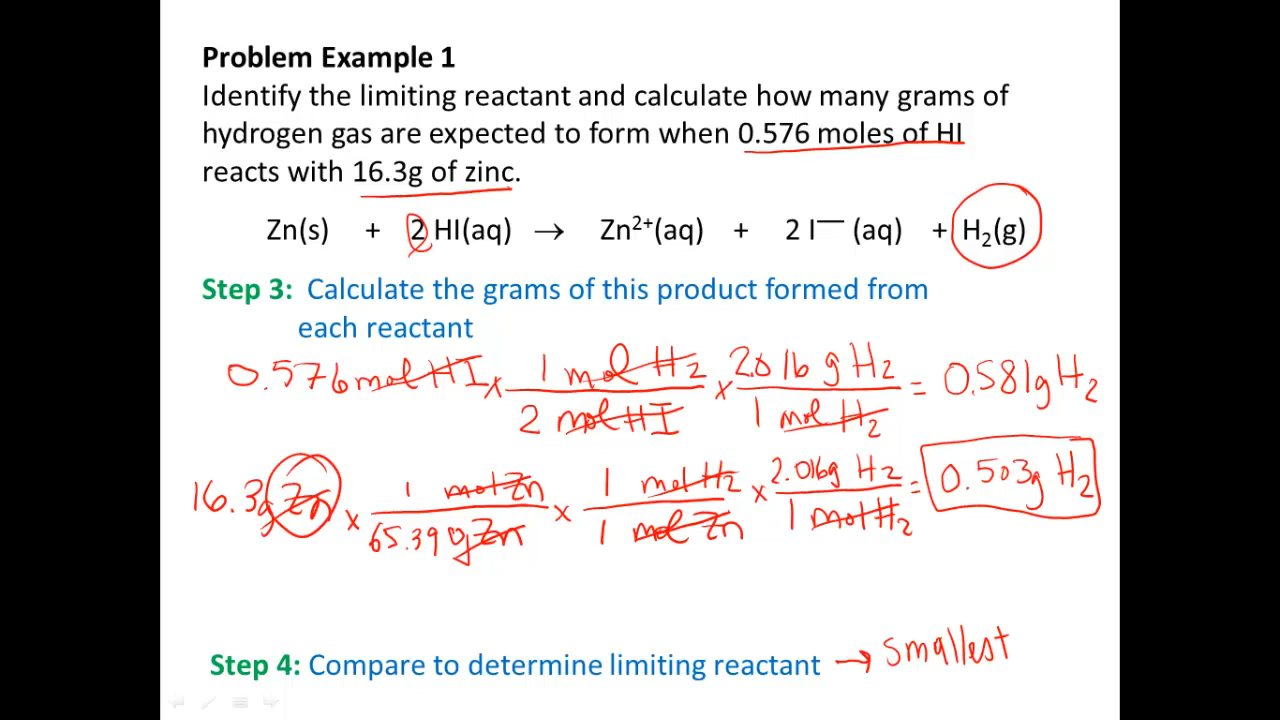 Problem Example 1
Identify the limiting reactant and calculate how many grams of
hydrogen gas are expected to form when 0.576 moles of HI
reacts with 16.3g of zinc.
Zn(s) + 2 HI(aq) → Zn²⁺(aq) + 2 I⁻ (aq) + H₂(g)
Step 3: Calculate the grams of this product formed from
each reactant
0.576 mol HI × 1 mol H₂ / 2 mol HI × 2.016 g H₂ / 1 mol H₂ = 0.581g H₂
16.3g Zn × 1 mol Zn / 65.390g Zn × 1 mol H₂ / 1 mol Zn × 2.016g H₂ / 1 mol H₂ = 0.503g H₂
Step 4: Compare to determine limiting reactant → smallest